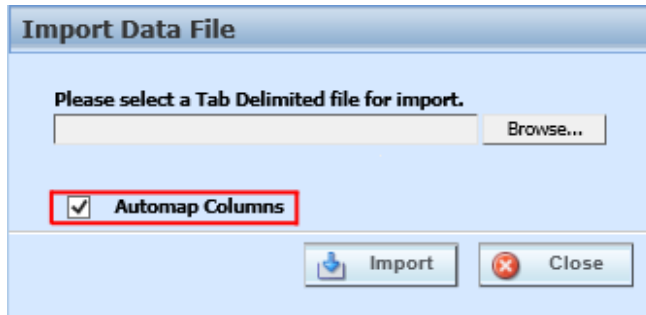 Import Data File
Please select a Tab Delimited file for import.
Browse...
Automap Columns
Import Close